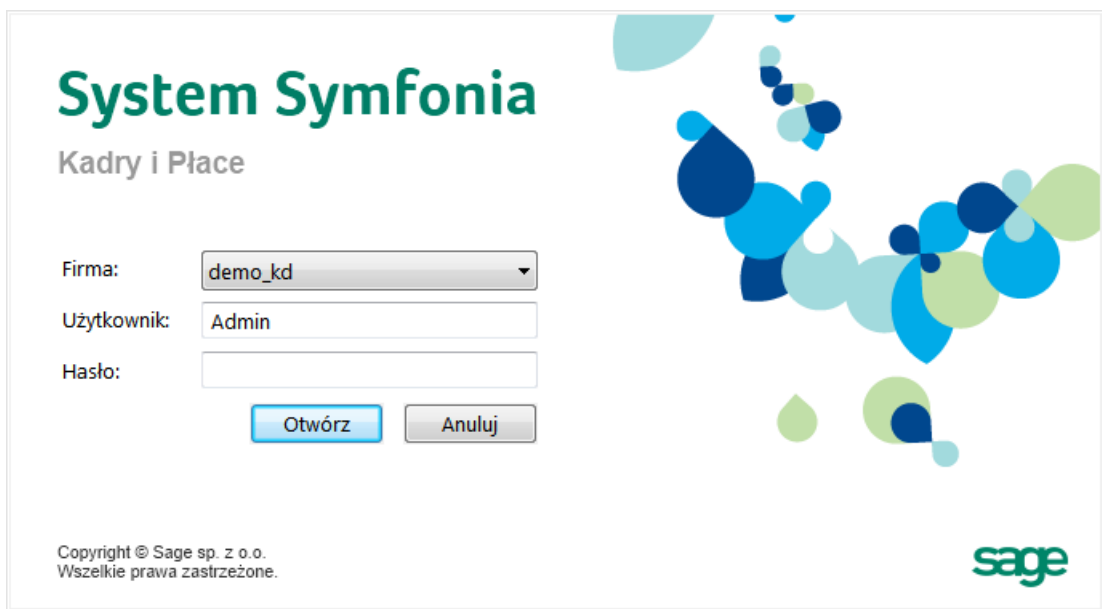 System Symfonia
Kadry i Płace
Firma: demo_kd
Użytkownik: Admin
Hasło:
Otwórz Anuluj
Copyright © Sage sp. z o.o.
Wszelkie prawa zastrzeżone.
sage